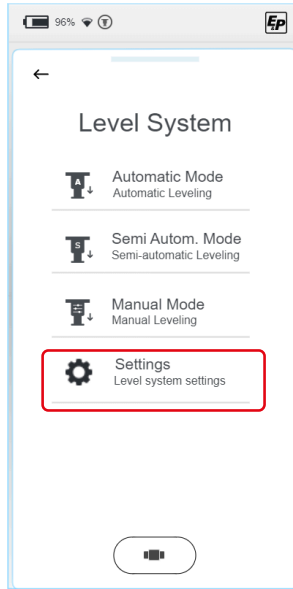 96% T
EP
Level System
A
Automatic Mode
Automatic Leveling
S
Semi Autom. Mode
Semi-automatic Leveling
Manual Mode
Manual Leveling
Settings
Level system settings